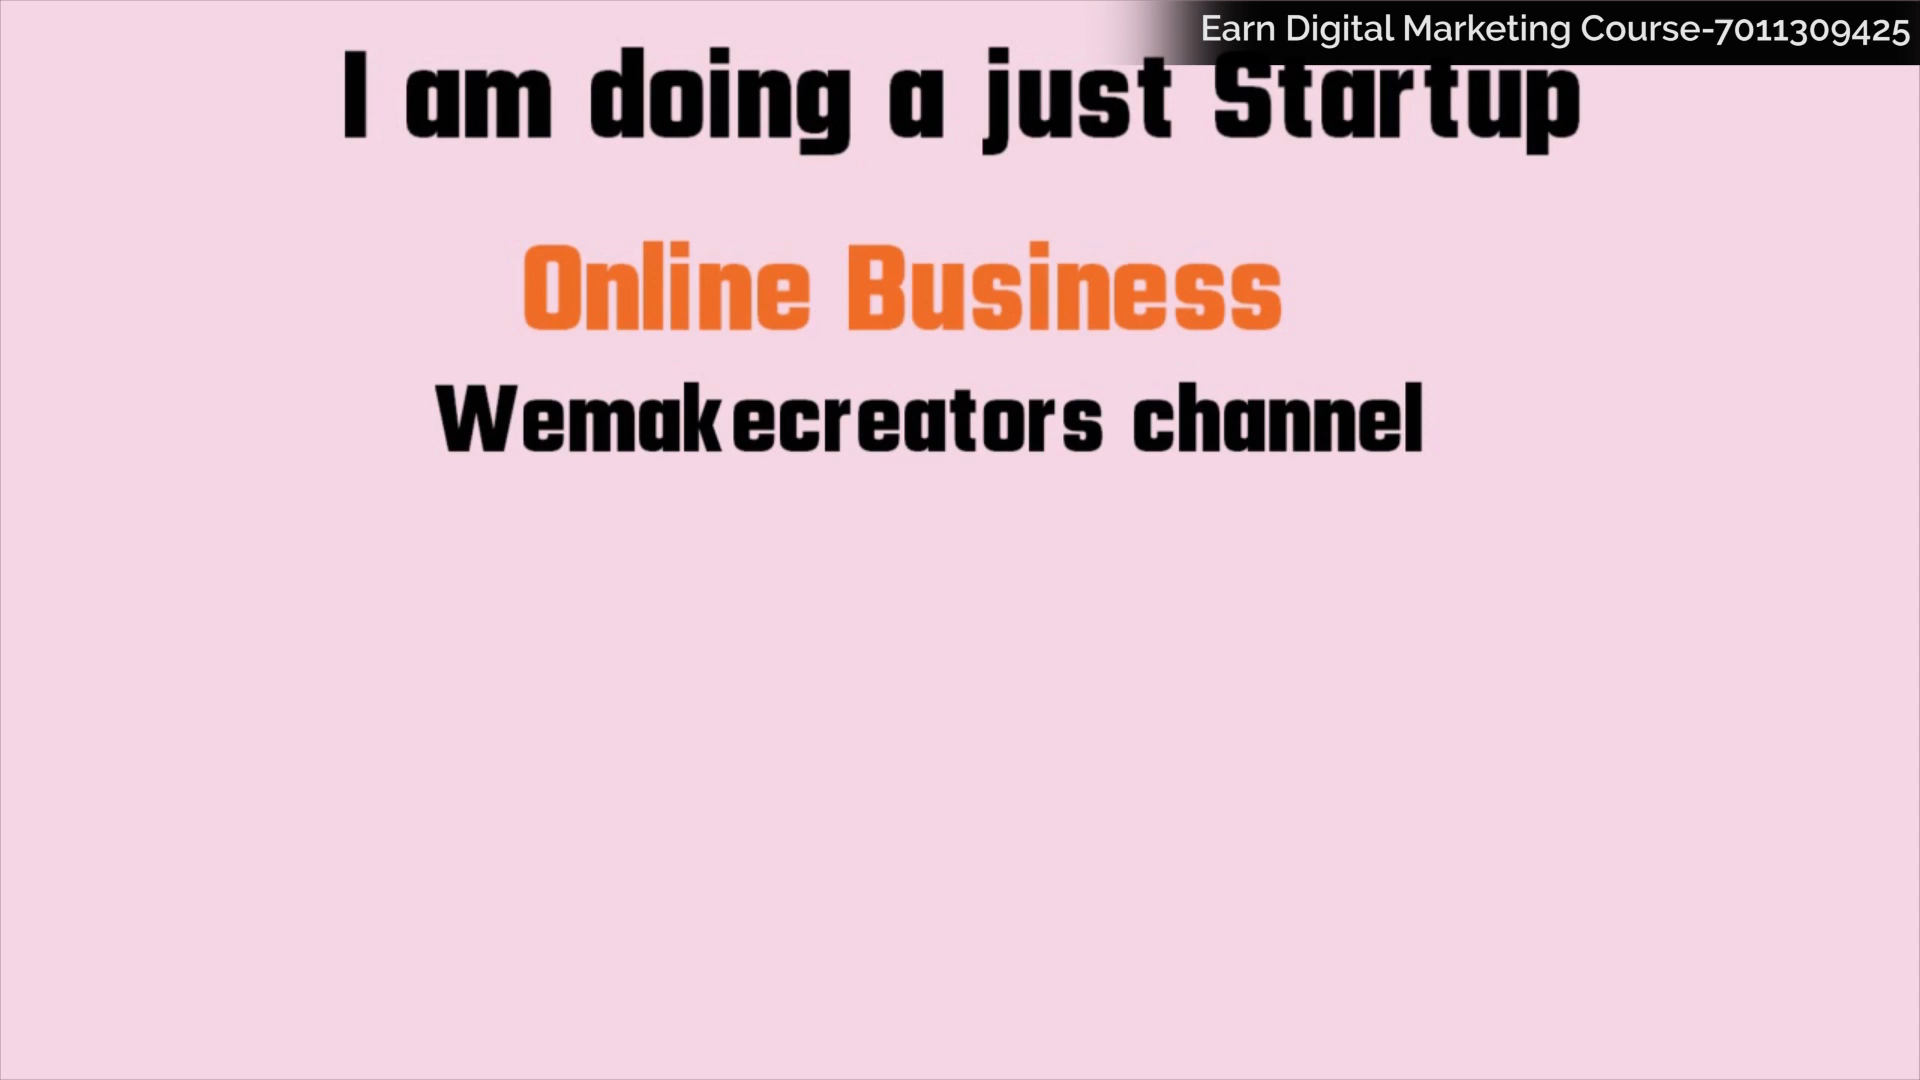 Earn Digital Marketing Course-7011309425
I am doing a just Startup
Online Business
Wemakecreators channel